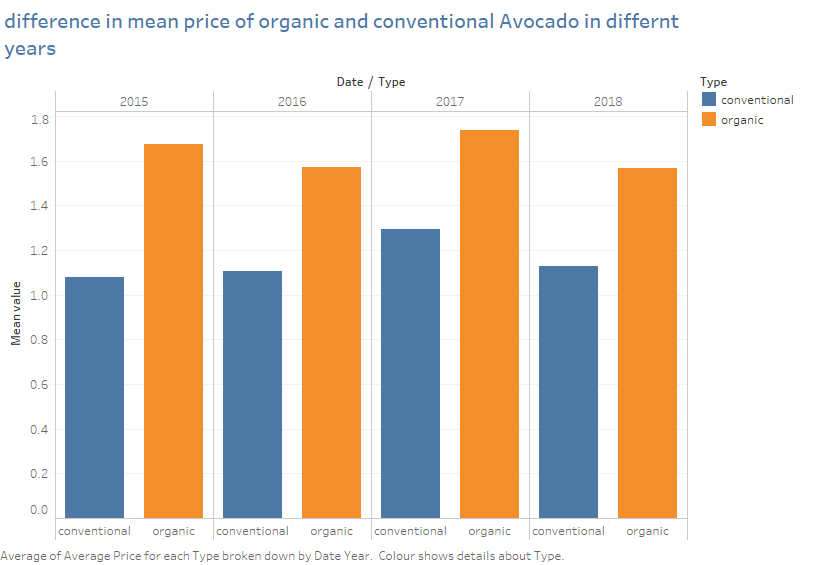 difference in mean price of organic and conventional Avocado in differnt
years
Date / Type
Type
2015 2016 2017 2018
conventional
organic
1.8
1.6
1.4
1.2
1.0
0.8
0.6
0.4
0.2
0.0
Mean value
conventional organic conventional organic conventional organic conventional organic
Average of Average Price for each Type broken down by Date Year. Colour shows details about Type.